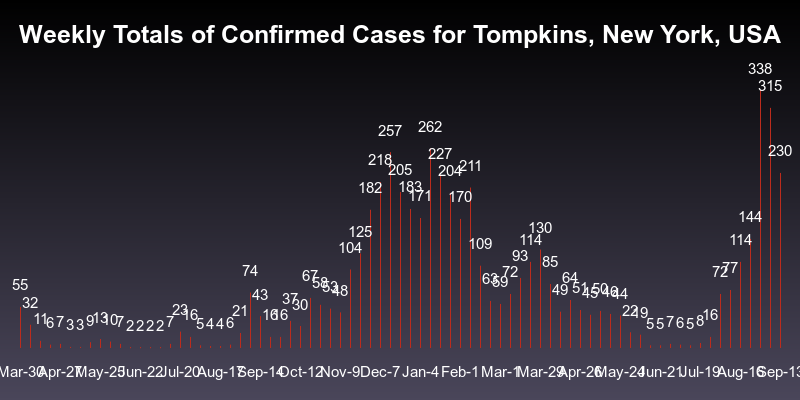 Weekly Totals of Confirmed Cases for Tompkins, New York, USA
55 32 11 6 7 3 3 9 13 10 7 2 2 2 2 7 23 16 5 4 4 6 21 74 43 16 16 37 30 67 58 53 48 104 125 182 218 257 205 183 171 262 227 204 170 211 109 63 59 72 93 114 130 85 49 64 51 45 50 46 44 22 19 5 5 7 6 5 8 16 72 77 114 144 338 315 230
Mar-30 Apr-27 May-25 Jun-22 Jul-20 Aug-17 Sep-14 Oct-12 Nov-9 Dec-7 Jan-4 Feb-1 Mar-1 Mar-29 Apr-26 May-24 Jun-21 Jul-19 Aug-16 Sep-13